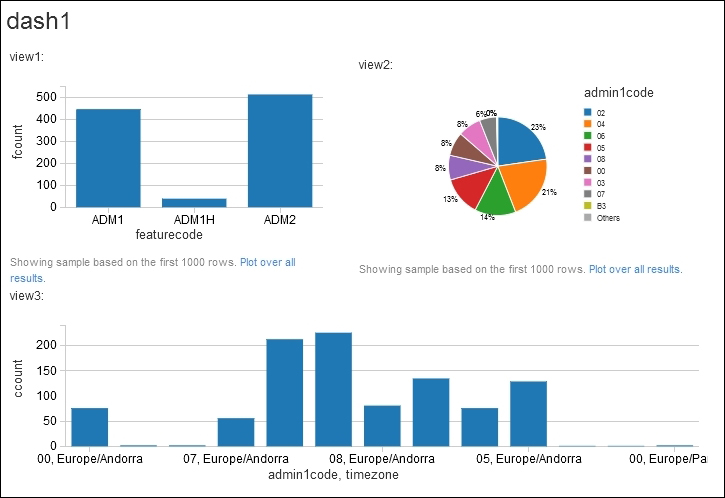 dash1
view1:
500
400
300
200
100
0
fcount
ADM1 ADM1H ADM2
featurecode
Showing sample based on the first 1000 rows. Plot over all
results.
view2:
admin1code
02
04
06
05
08
00
03
07
B3
Others
23%
21%
14%
13%
8%
8%
8%
6%
0%
Showing sample based on the first 1000 rows. Plot over all results.
view3:
200
150
100
50
0
ccount
00, Europe/Andorra 07, Europe/Andorra 08, Europe/Andorra 05, Europe/Andorra 00, Europe/Pa
admin1code, timezone